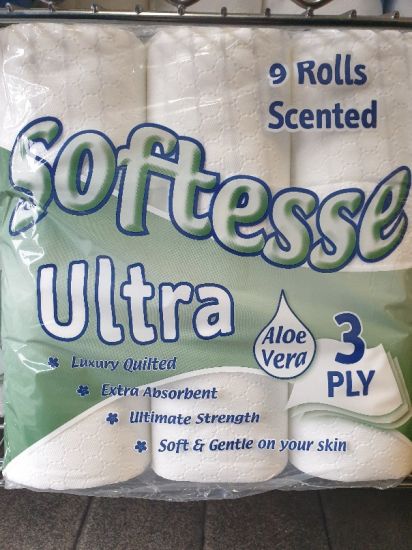 9 Rolls
Scented
Softesse
Ultra
Aloe
Vera
3
PLY
Luxury Quilted
Extra Absorbent
Ultimate Strength
Soft & Gentle on your skin